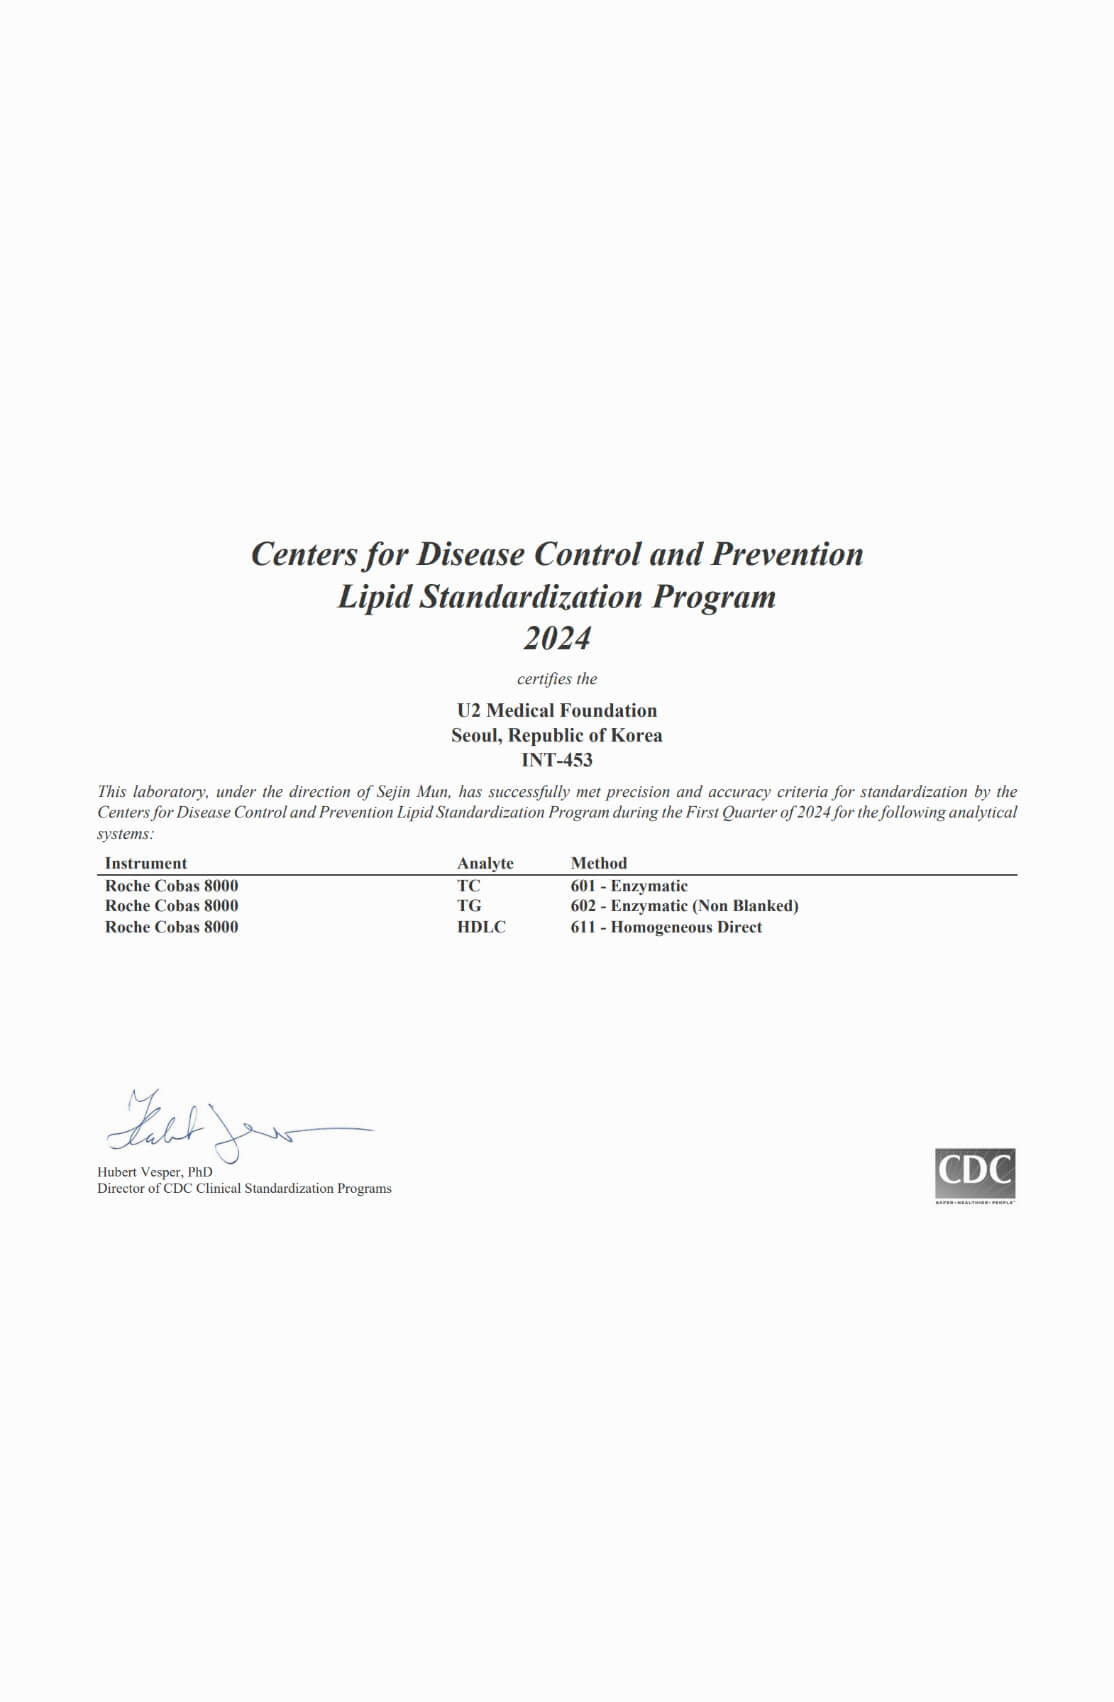 Centers for Disease Control and Prevention
Lipid Standardization Program
2024
certifies the
U2 Medical Foundation
Seoul, Republic of Korea
INT-453
This laboratory, under the direction of Sejin Mun, has successfully met precision and accuracy criteria for standardization by the
Centers for Disease Control and Prevention Lipid Standardization Program during the First Quarter of 2024 for the following analytical
systems:
Instrument Analyte Method
Roche Cobas 8000 TC 601 - Enzymatic
Roche Cobas 8000 TG 602 - Enzymatic (Non Blanked)
Roche Cobas 8000 HDLC 611 - Homogeneous Direct
Hubert Vesper, PhD
Director of CDC Clinical Standardization Programs
CDC
SAFER • HEALTHIER • PEOPLE™